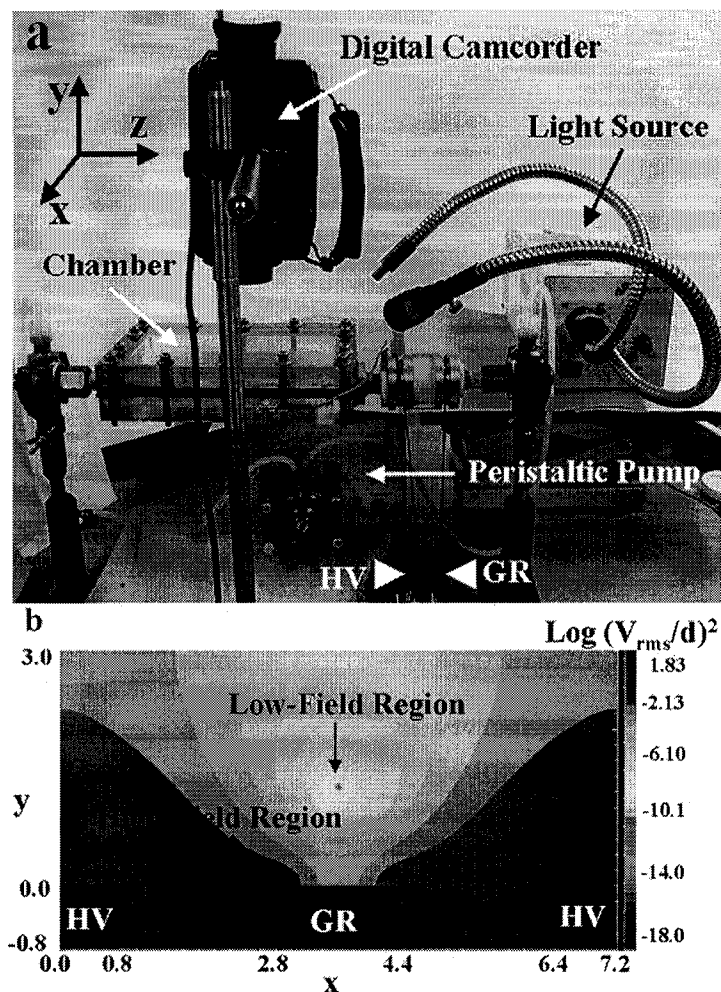 a
Digital Camcorder
y
z
x
Light Source
Chamber
Peristaltic Pump
HV
GR
b
Log (Vrms/d)²
3.0
1.83
-2.13
Low-Field Region
-6.10
y
Field Region
-10.1
0.0
-14.0
HV
GR
HV
-0.8
-18.0
0.0 0.8 2.8 4.4 6.4 7.2
x